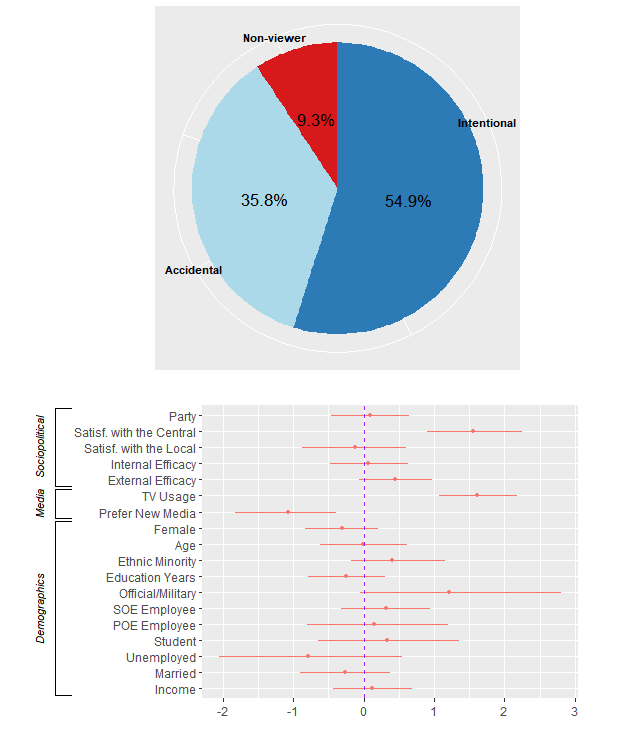 Non-viewer
Intentional
9.3%
35.8%
54.9%
Accidental
Sociopolitical
Party
Satisf. with the Central
Satisf. with the Local
Internal Efficacy
External Efficacy
Media
TV Usage
Prefer New Media
Demographics
Female
Age
Ethnic Minority
Education Years
Official/Military
SOE Employee
POE Employee
Student
Unemployed
Married
Income
-2 -1 0 1 2 3